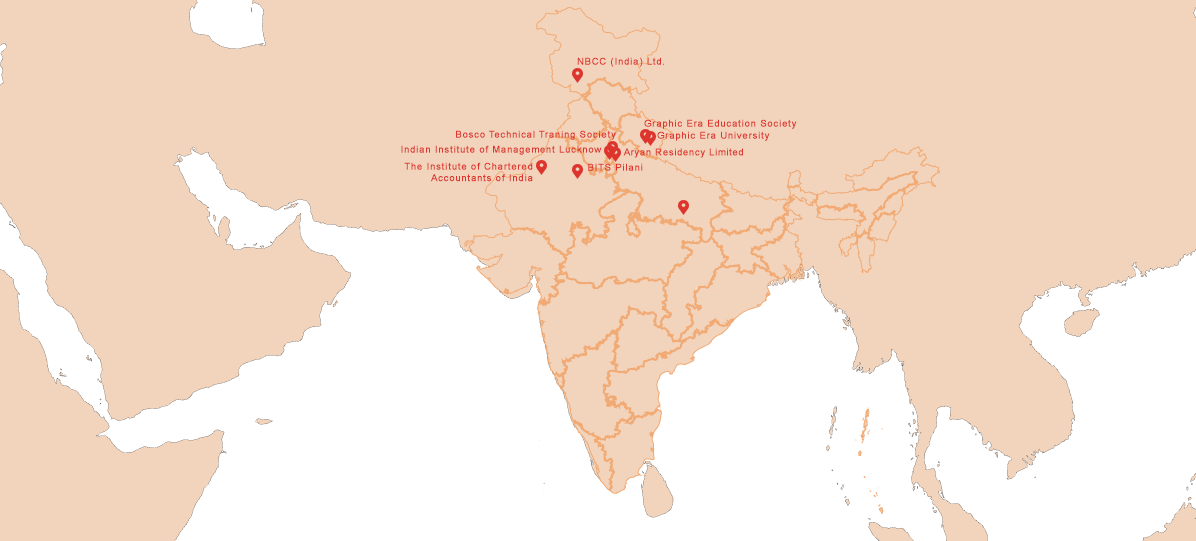 NBCC (India) Ltd.
Graphic Era Education Society
Bosco Technical Traning Society
Graphic Era University
Indian Institute of Management Lucknow
Aryan Residency Limited
The Institute of Chartered
Accountants of India
BITS Pilani